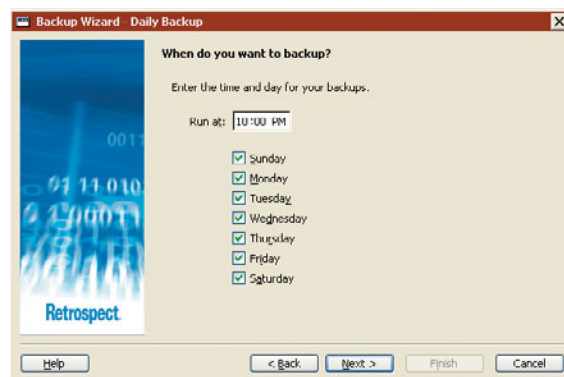 Backup Wizard - Daily Backup
When do you want to backup?
Enter the time and day for your backups.
Run at: 10:00 PM
Sunday
Monday
Tuesday
Wednesday
Thursday
Friday
Saturday
0011
01 11 010
Retrospect
Help
< Back
Next >
Finish
Cancel